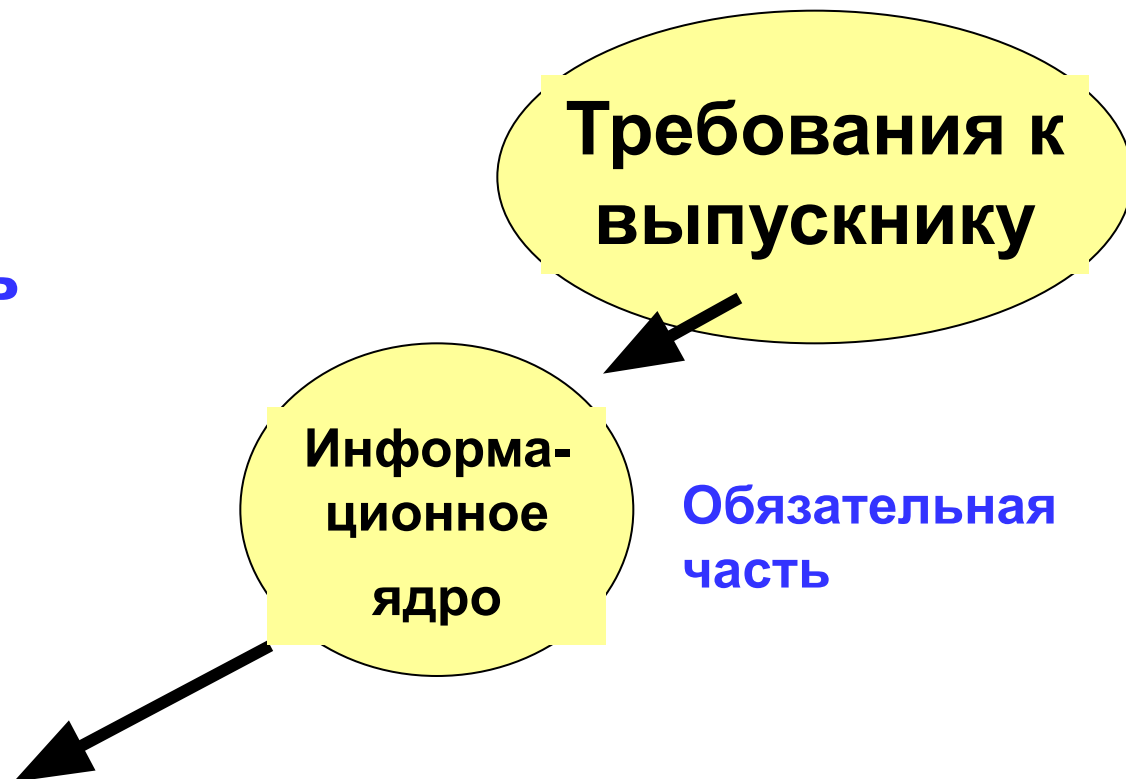 Требования к
выпускнику
ь
Информа-
ционное
ядро
Обязательная
часть